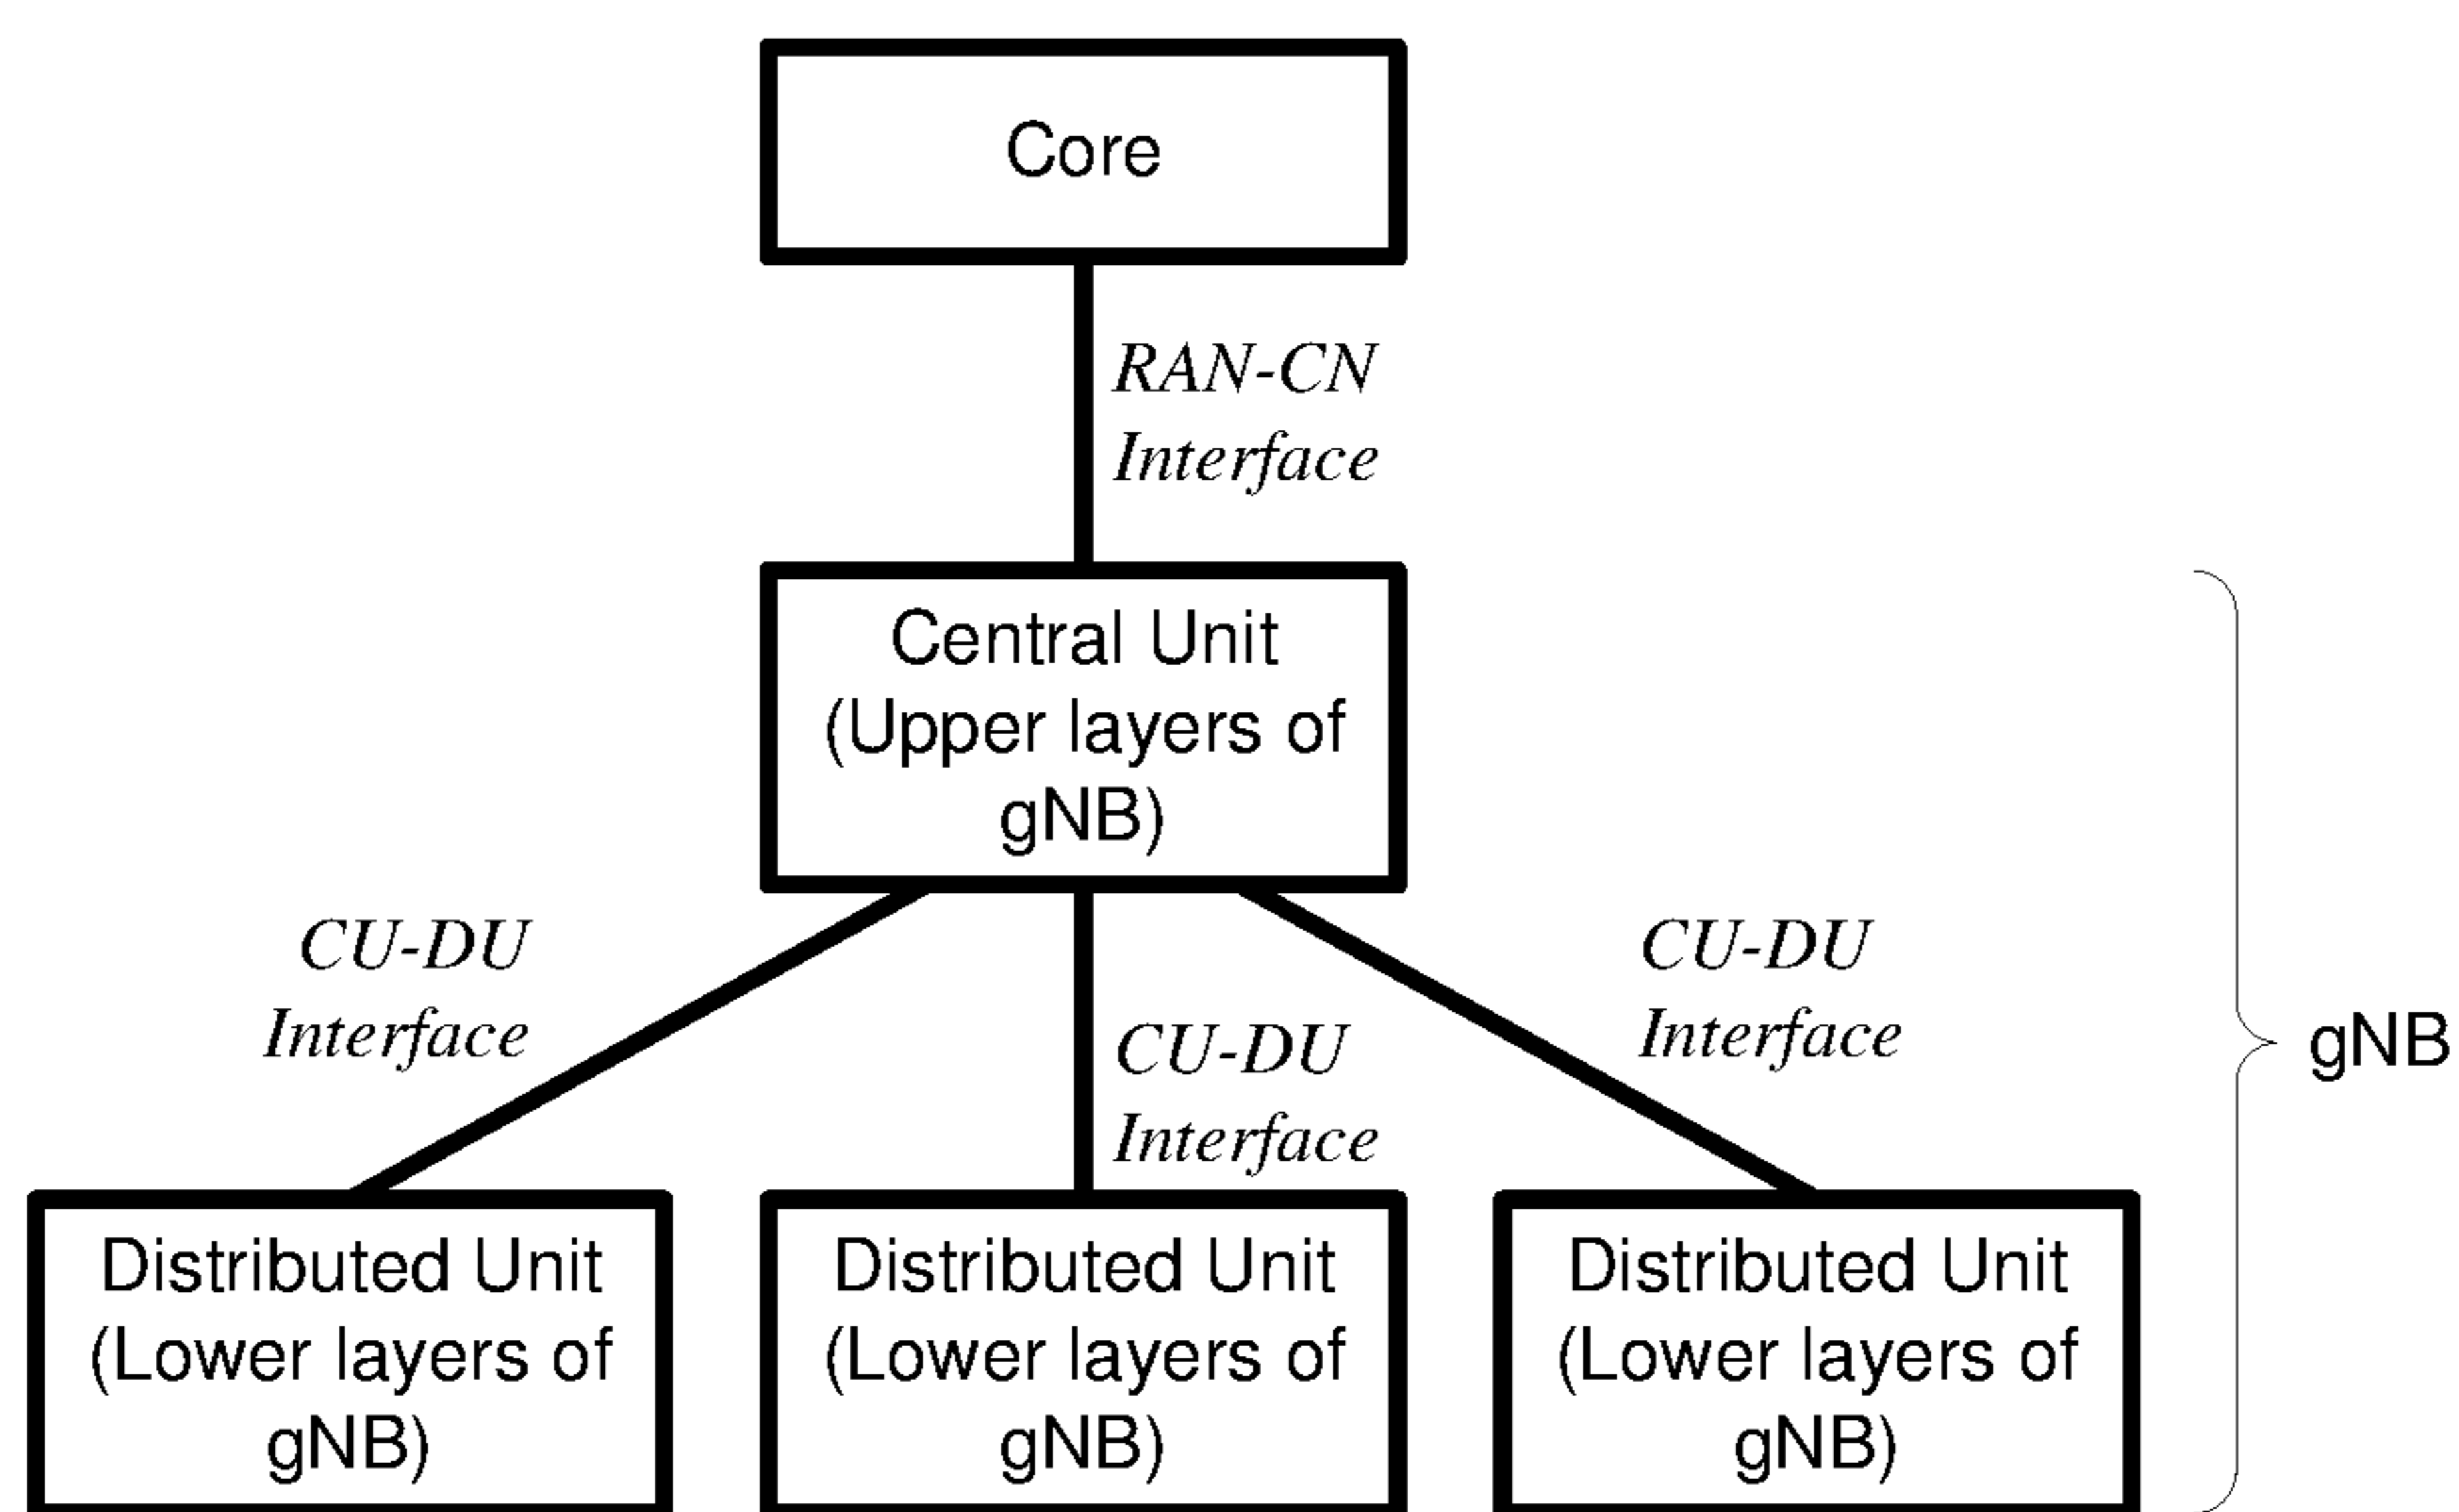 Core
RAN-CN
Interface
Central Unit
(Upper layers of
gNB)
CU-DU
Interface
CU-DU
Interface
CU-DU
Interface
gNB
Distributed Unit
(Lower layers of
gNB)
Distributed Unit
(Lower layers of
gNB)
Distributed Unit
(Lower layers of
gNB)